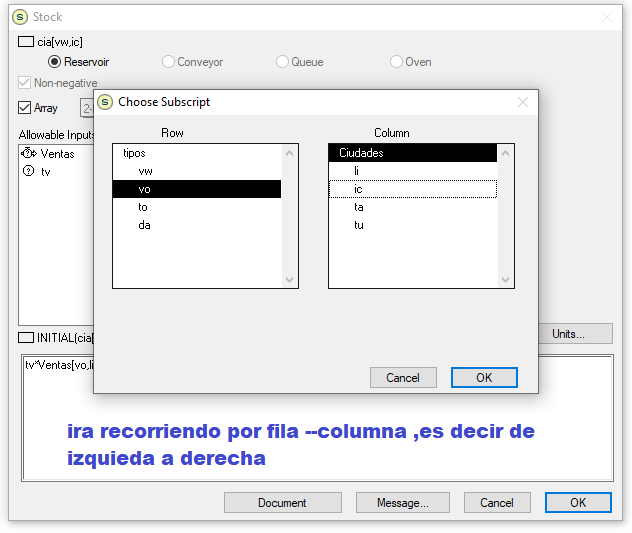 S Stock
cia[vw,ic]
Reservoir Conveyor Queue Oven
Non-negative
Array 2-
Allowable Inputs
Ventas
? tv
S Choose Subscript
Row Column
tipos Ciudades
vw li
vo ic
to ta
da tu
Cancel OK
INITIAL(cia[
Units...
tv*Ventas[vo,li
ira recorriendo por fila --columna ,es decir de
izquieda a derecha
Document Message... Cancel OK